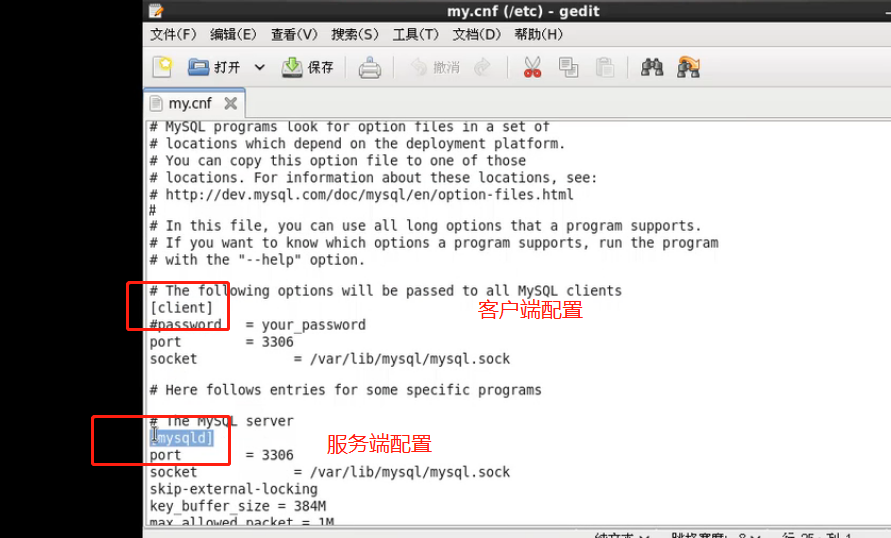 my.cnf (/etc) - gedit
文件(F) 编辑(E) 查看(V) 搜索(S) 工具(T) 文档(D) 帮助(H)
打开 保存 撤消
my.cnf
# MySQL programs look for option files in a set of
# locations which depend on the deployment platform.
# You can copy this option file to one of those
# locations. For information about these locations, see:
# http://dev.mysql.com/doc/mysql/en/option-files.html
#
# In this file, you can use all long options that a program supports.
# If you want to know which options a program supports, run the program
# with the "--help" option.
# The following options will be passed to all MySQL clients
[client] 客户端配置
#password = your_password
port = 3306
socket = /var/lib/mysql/mysql.sock
# Here follows entries for some specific programs
# The MySQL server
[mysqld] 服务端配置
port = 3306
socket = /var/lib/mysql/mysql.sock
skip-external-locking
key_buffer_size = 384M
max_allowed_packet = 1M